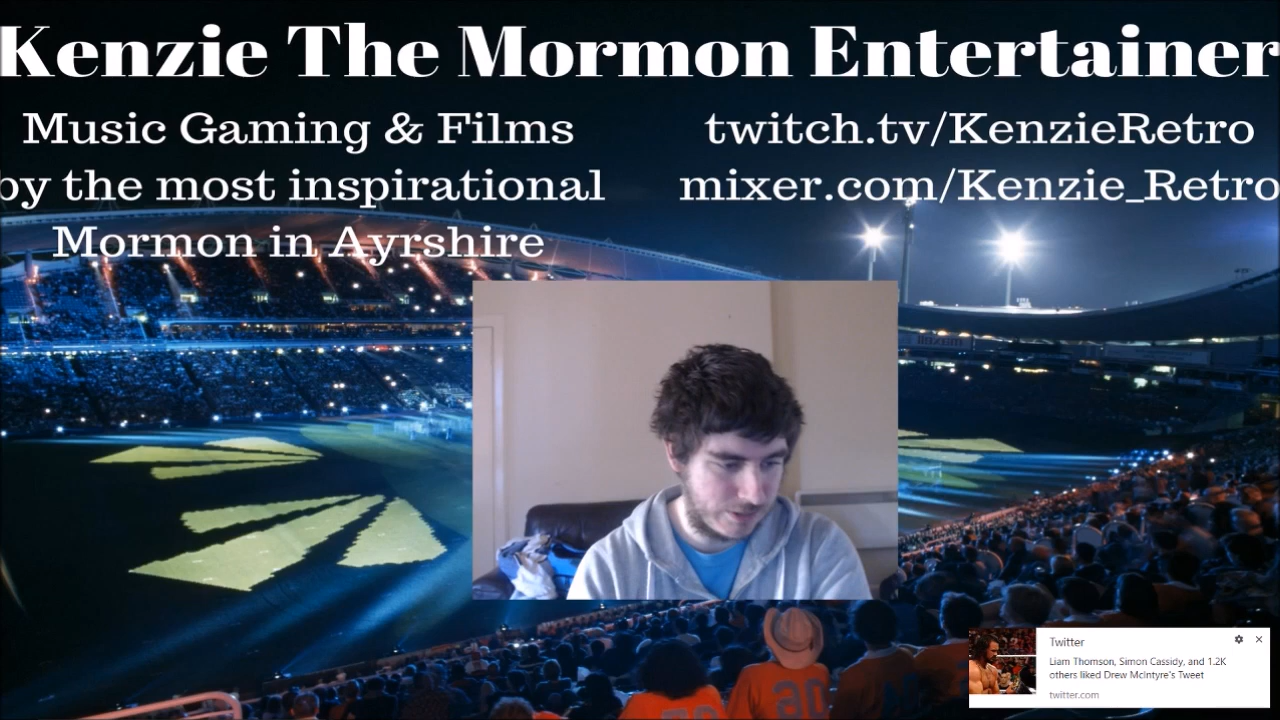 Kenzie The Mormon Entertainer
Music Gaming & Films
by the most inspirational
Mormon in Ayrshire
twitch.tv/KenzieRetro
mixer.com/Kenzie_Retro
Twitter
Liam Thomson, Simon Cassidy, and 1.2K
others liked Drew McIntyre's Tweet
twitter.com